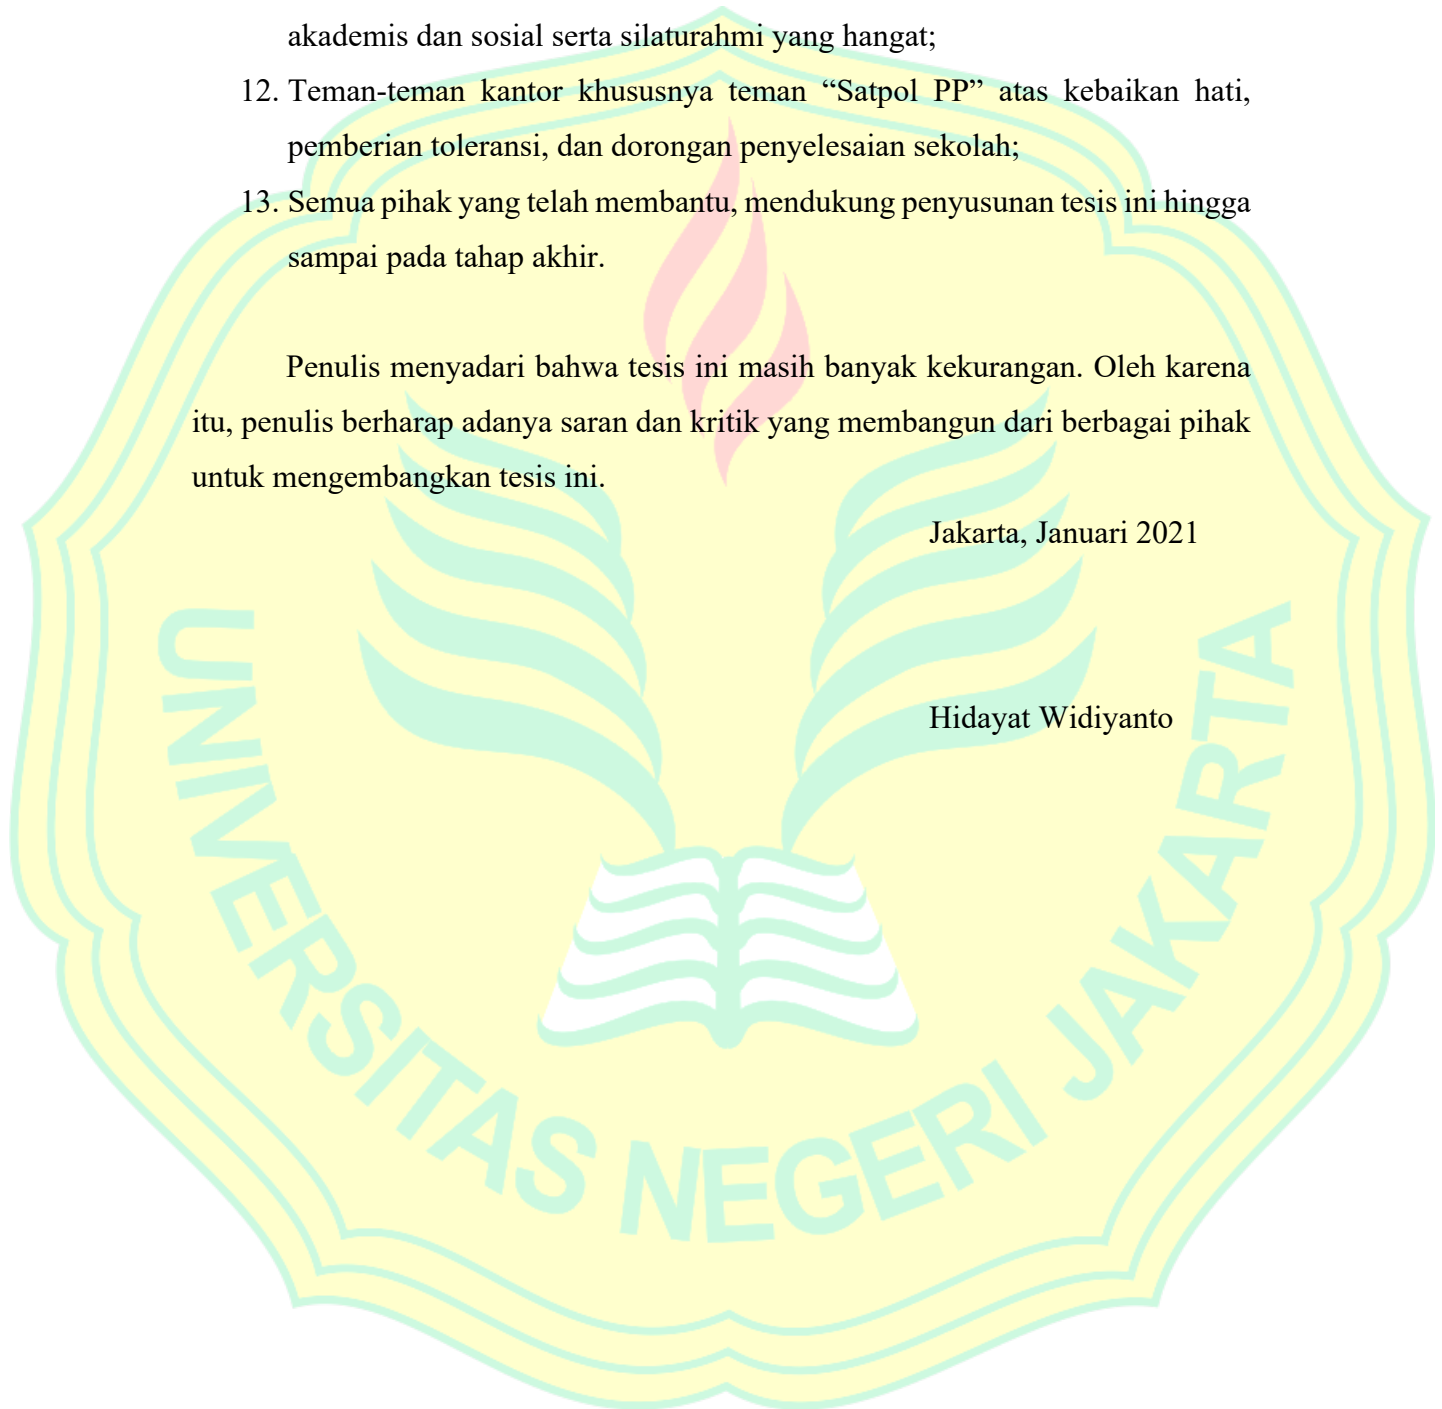 akademis dan sosial serta silaturahmi yang hangat;
12. Teman-teman kantor khususnya teman “Satpol PP” atas kebaikan hati,
pemberian toleransi, dan dorongan penyelesaian sekolah;
13. Semua pihak yang telah membantu, mendukung penyusunan tesis ini hingga
sampai pada tahap akhir.
Penulis menyadari bahwa tesis ini masih banyak kekurangan. Oleh karena
itu, penulis berharap adanya saran dan kritik yang membangun dari berbagai pihak
untuk mengembangkan tesis ini.
Jakarta, Januari 2021
Hidayat Widiyanto
UNIVERSITAS NEGERI JAKARTA